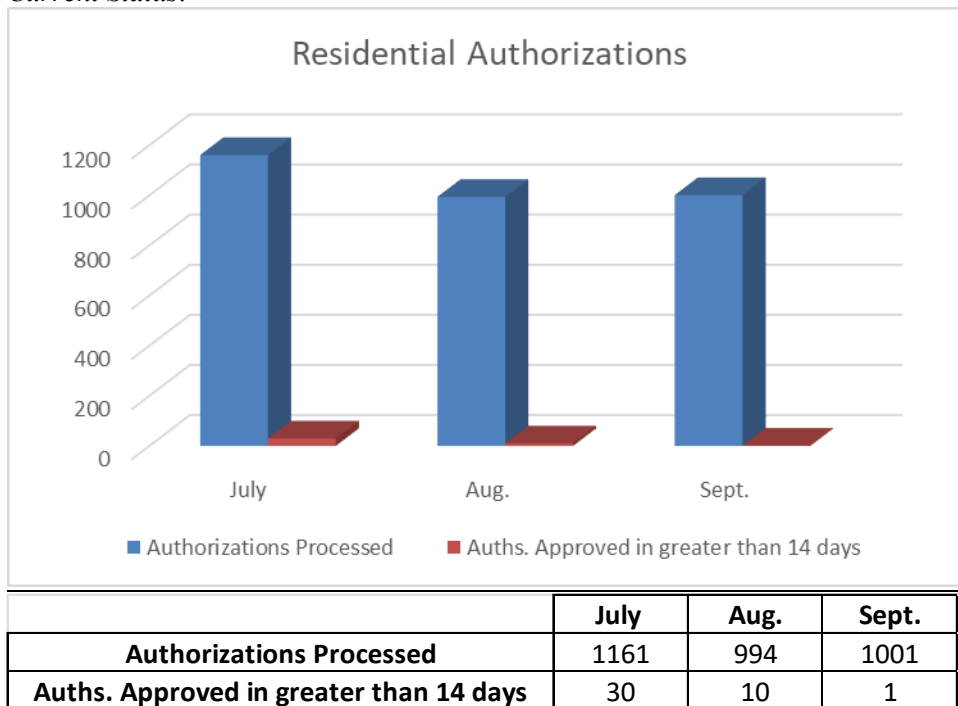 Current Status:
Residential Authorizations
1200
1000
800
600
400
200
0
July Aug. Sept.
Authorizations Processed Auths. Approved in greater than 14 days
July Aug. Sept.
Authorizations Processed 1161 994 1001
Auths. Approved in greater than 14 days 30 10 1